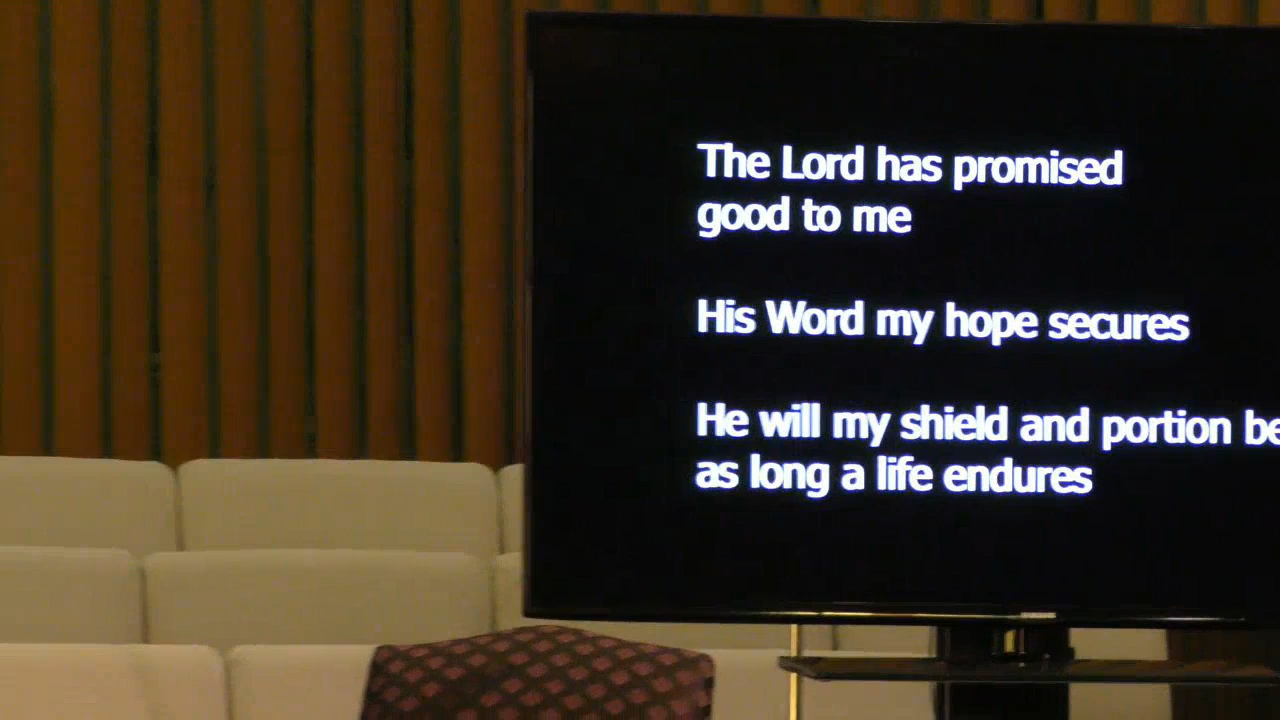 The Lord has promised
good to me
His Word my hope secures
He will my shield and portion be
as long a life endures